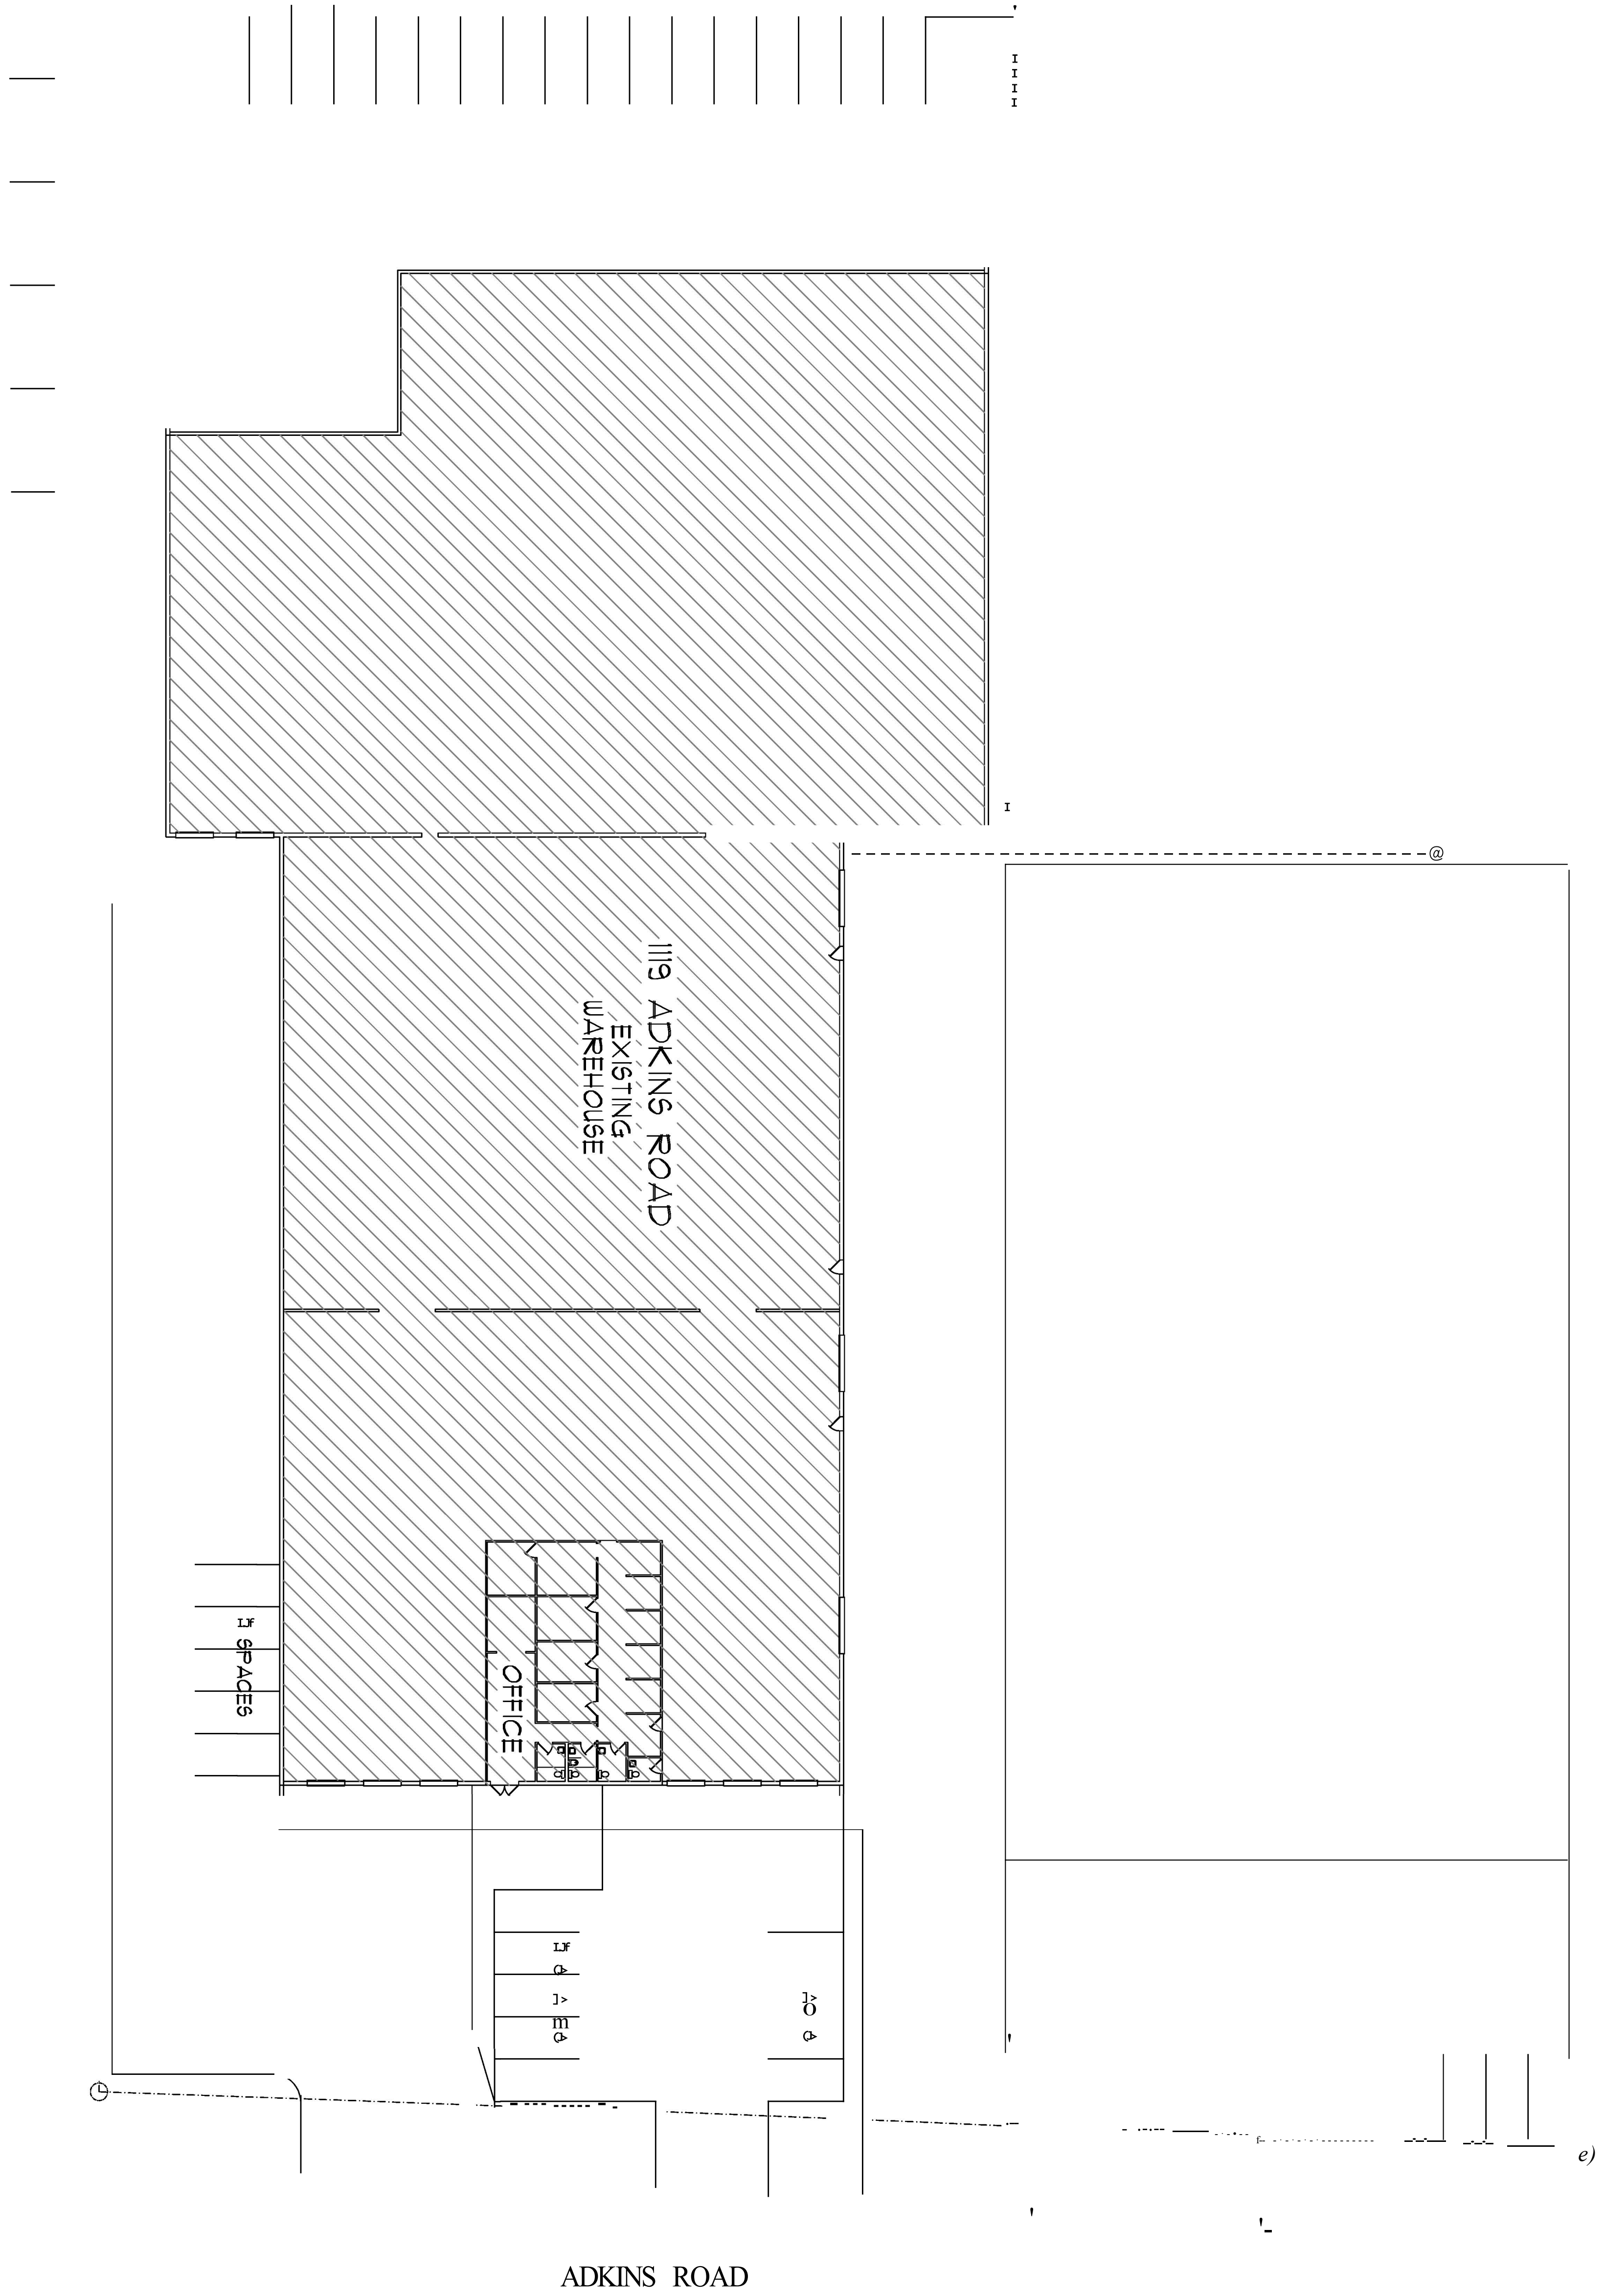 1119 ADKINS ROAD
EXISTING
WAREHOUSE
SPACES
OFFICE
ADKINS ROAD